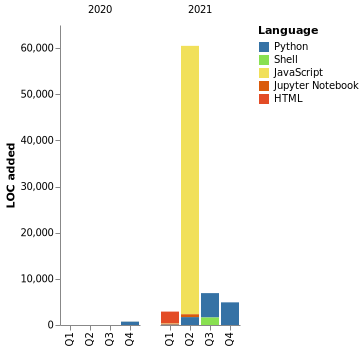 2020 2021
Language
Python
Shell
JavaScript
Jupyter Notebook
HTML
LOC added
60,000
50,000
40,000
30,000
20,000
10,000
0
Q1 Q2 Q3 Q4 Q1 Q2 Q3 Q4